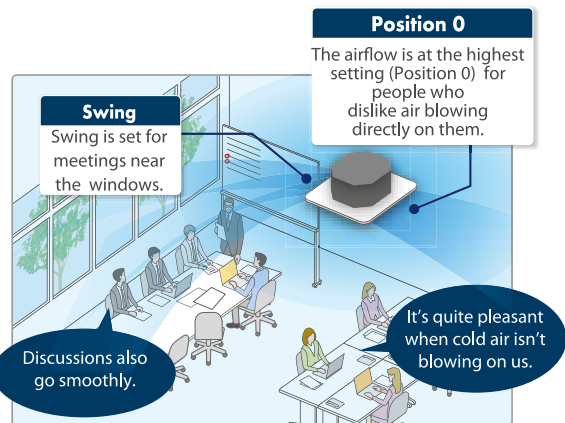 Position 0
The airflow is at the highest
setting (Position 0) for
people who
dislike air blowing
directly on them.
Swing
Swing is set for
meetings near
the windows.
Discussions also
go smoothly.
It's quite pleasant
when cold air isn't
blowing on us.